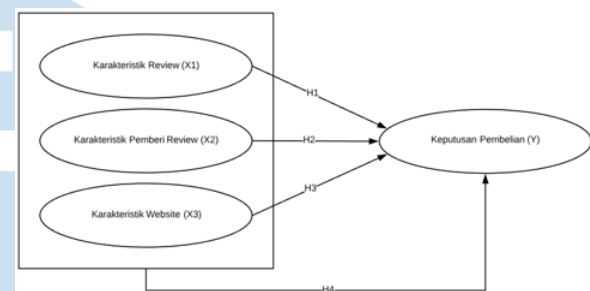 Karakteristik Review (X1)
H1
Karakteristik Pemberi Review (X2)
H2
Keputusan Pembelian (Y)
H3
Karakteristik Website (X3)
H4